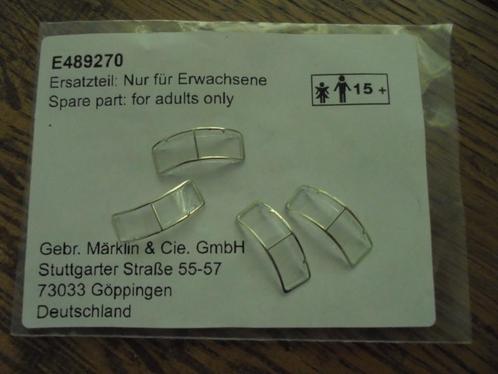 E489270
Ersatzteil: Nur für Erwachsene
Spare part: for adults only
15 +
Gebr. Märklin & Cie. GmbH
Stuttgarter Straße 55-57
73033 Göppingen
Deutschland